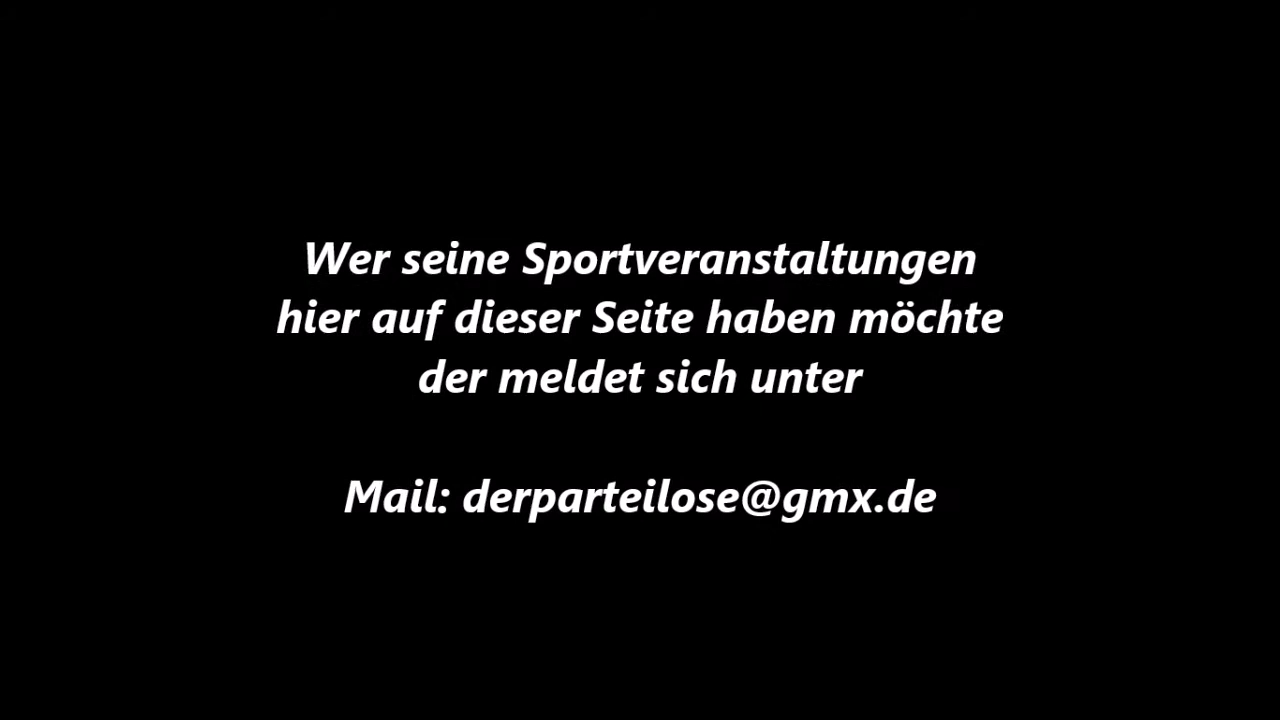 Wer seine Sportveranstaltungen
hier auf dieser Seite haben möchte
der meldet sich unter
Mail: derparteilose@gmx.de